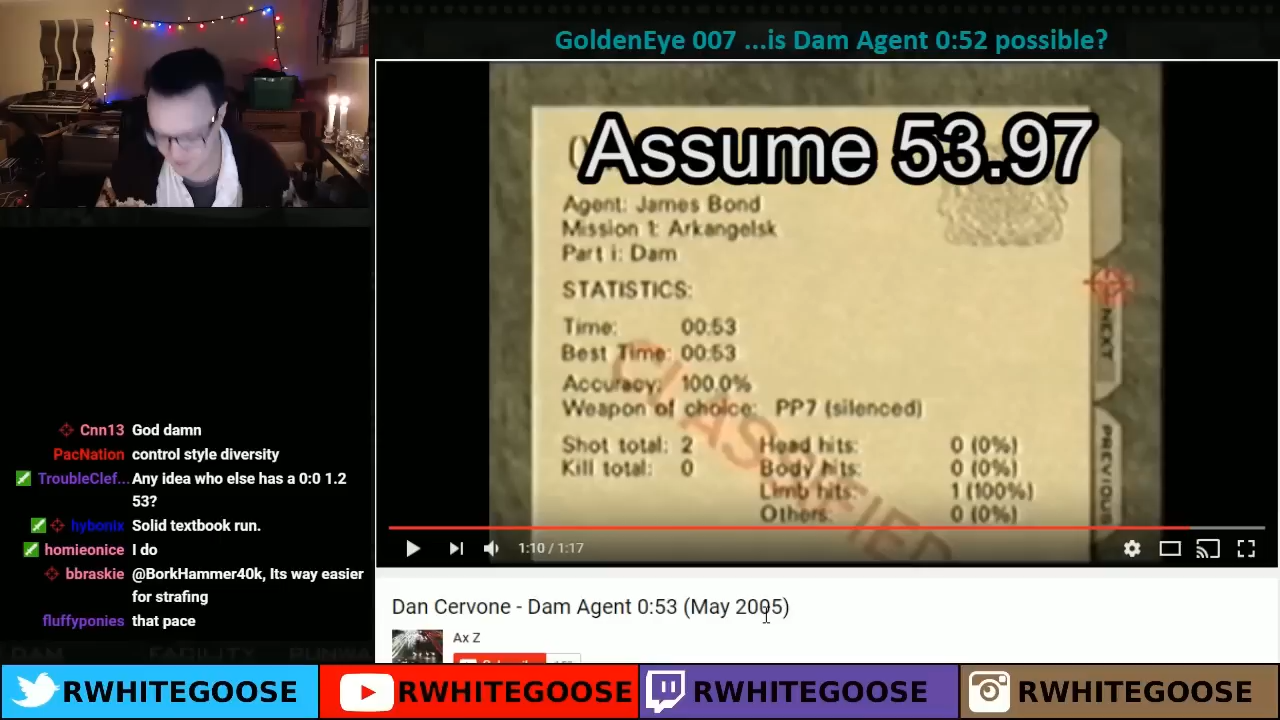 GoldenEye 007 ...is Dam Agent 0:52 possible?
Assume 53.97
Agent: James Bond
Mission 1: Arkangelsk
Part i: Dam
STATISTICS:
Time: 00:53
Best Time: 00:53
Accuracy: 100.0%
Weapon of choice: PP7 (silenced)
Shot total: 2 Head hits: 0 (0%)
Kill total: 0 Body hits: 0 (0%)
Limb hits: 1 (100%)
Others: 0 (0%)
CLASSIFIED
NEXT
PREVIOUS
1:10 / 1:17
Dan Cervone - Dam Agent 0:53 (May 2005)
Ax Z
Cnn13 God damn
PacNation control style diversity
TroubleClef... Any idea who else has a 0:0 1.2
53?
hybonix Solid textbook run.
homieonice I do
bbraskie @BorkHammer40k, Its way easier
for strafing
fluffyponies that pace
DAM FACILITY RUNWAY
RWHITEGOOSE RWHITEGOOSE RWHITEGOOSE RWHITEGOOSE